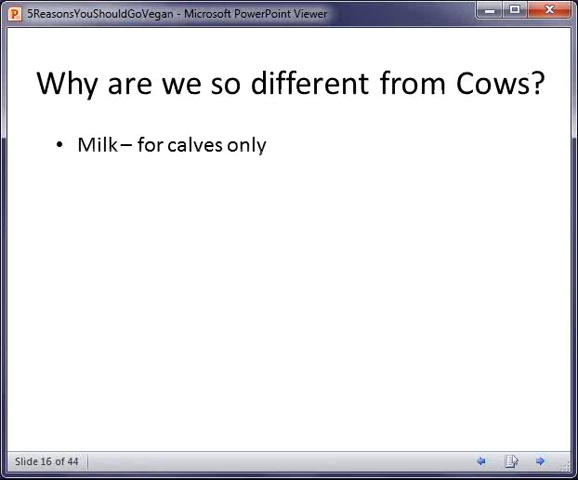 5ReasonsYouShouldGoVegan - Microsoft PowerPoint Viewer
Why are we so different from Cows?
• Milk – for calves only
Slide 16 of 44